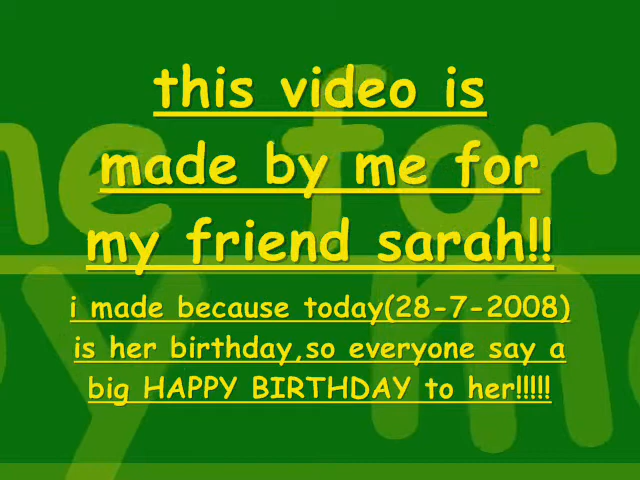 this video is
made by me for
my friend sarah!!
i made because today(28-7-2008)
is her birthday,so everyone say a
big HAPPY BIRTHDAY to her!!!!!